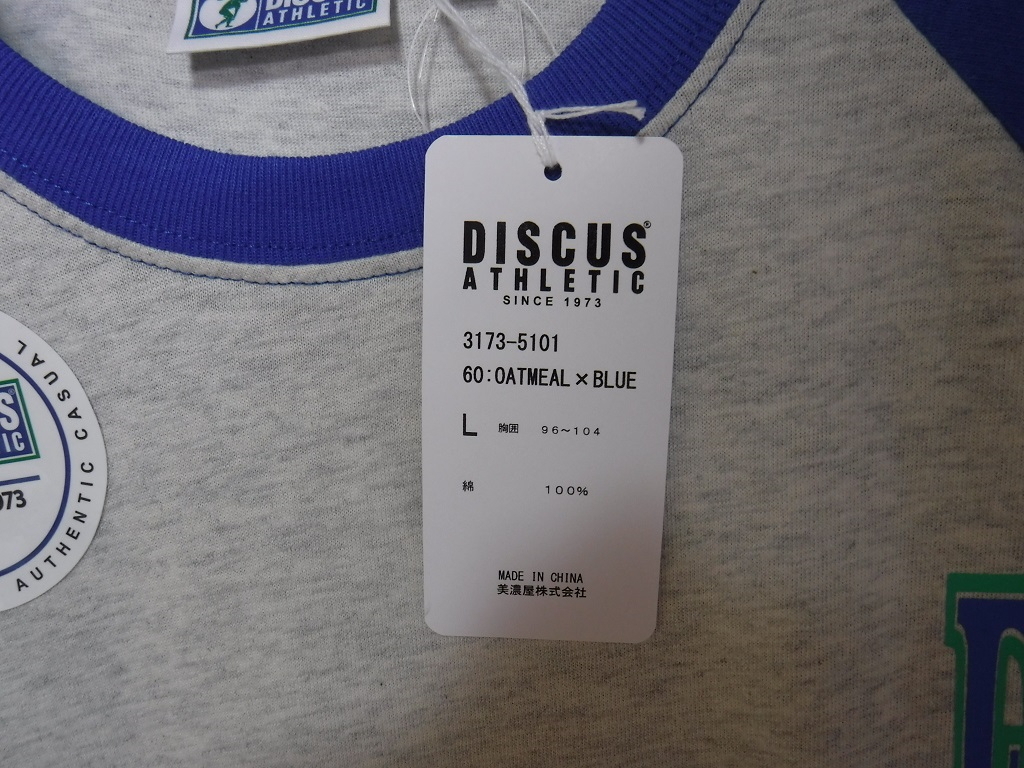 DISCUS
ATHLETIC
DISCUS®
ATHLETIC
SINCE 1973
3173-5101
60:OATMEAL×BLUE
L 胸囲 96～104
綿 100%
MADE IN CHINA
美濃屋株式会社
AUTHENTIC CASUAL